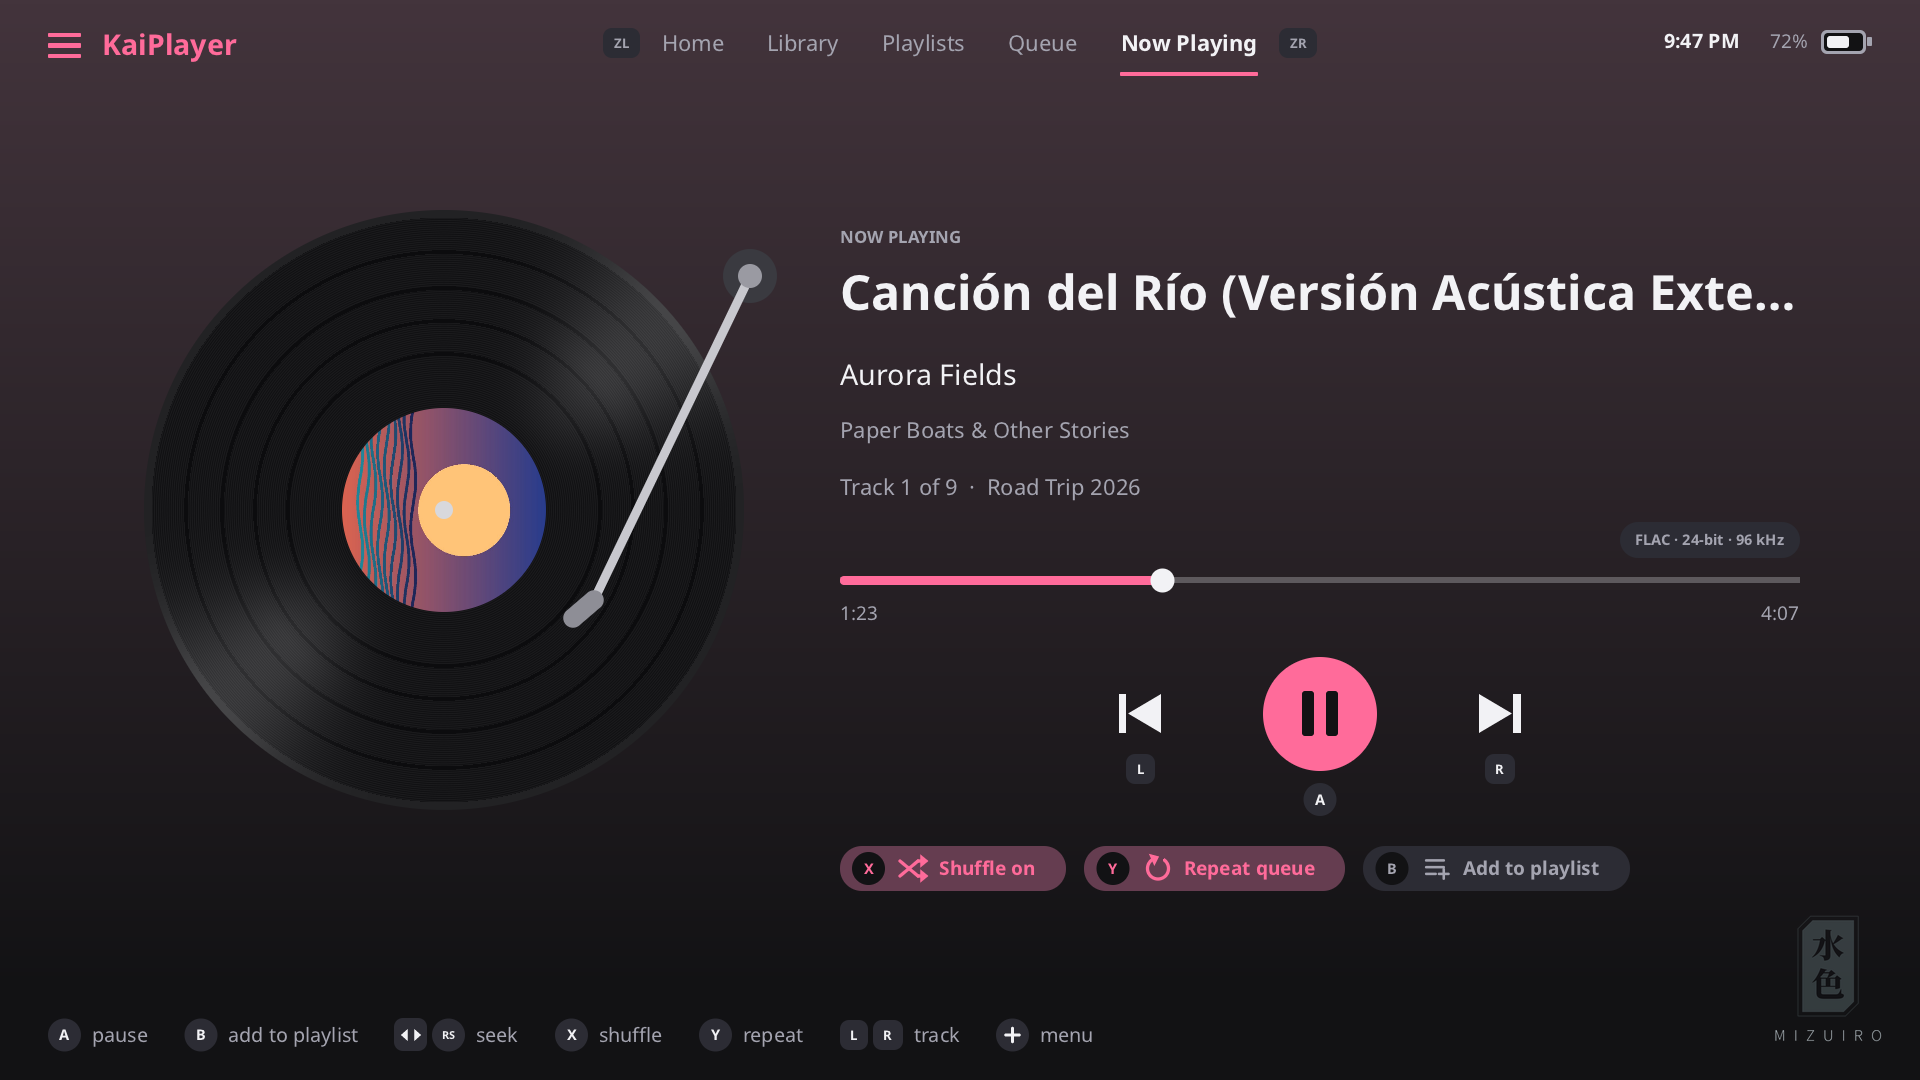 KaiPlayer
ZL Home Library Playlists Queue Now Playing ZR
9:47 PM 72%
NOW PLAYING
Canción del Río (Versión Acústica Exte...
Aurora Fields
Paper Boats & Other Stories
Track 1 of 9 · Road Trip 2026
FLAC · 24-bit · 96 kHz
1:23 4:07
L R
A
X Shuffle on Y Repeat queue B Add to playlist
水
色
MIZUIRO
A pause B add to playlist RS seek X shuffle Y repeat L R track menu